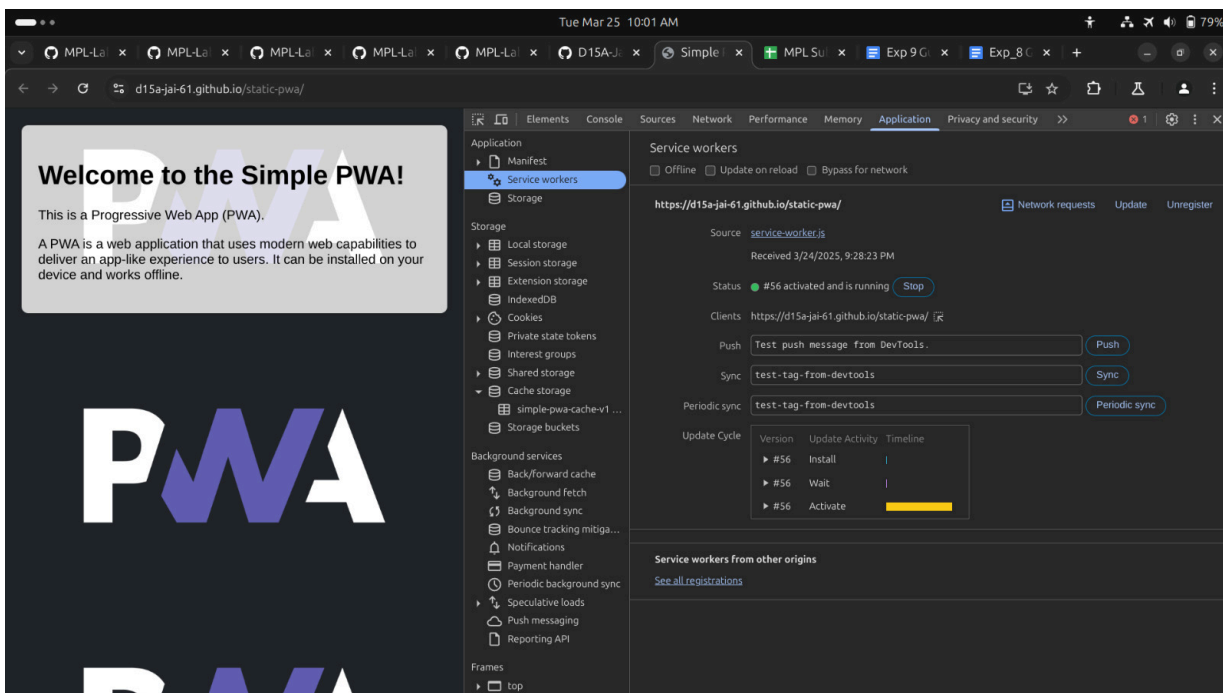 Tue Mar 25 10:01 AM
79%
MPL-La
MPL-La
MPL-La
MPL-La
MPL-La
D15A-Ja
Simple
MPL Su
Exp 9 G
Exp_8
d15a-jai-61.github.io/static-pwa/
Welcome to the Simple PWA!
This is a Progressive Web App (PWA).
A PWA is a web application that uses modern web capabilities to
deliver an app-like experience to users. It can be installed on your
device and works offline.
PWA
PWA
Elements Console Sources Network Performance Memory Application Privacy and security 1
Application
Manifest
Service workers
Storage
Storage
Local storage
Session storage
Extension storage
IndexedDB
Cookies
Private state tokens
Interest groups
Shared storage
Cache storage
simple-pwa-cache-v1 ...
Storage buckets
Background services
Back/forward cache
Background fetch
Background sync
Bounce tracking mitiga...
Notifications
Payment handler
Periodic background sync
Speculative loads
Push messaging
Reporting API
Frames
top
Service workers
Offline Update on reload Bypass for network
https://d15a-jai-61.github.io/static-pwa/ Network requests Update Unregister
Source service-worker.js
Received 3/24/2025, 9:28:23 PM
Status #56 activated and is running Stop
Clients https://d15a-jai-61.github.io/static-pwa/
Push Test push message from DevTools. Push
Sync test-tag-from-devtools Sync
Periodic sync test-tag-from-devtools Periodic sync
Update Cycle Version Update Activity Timeline
#56 Install
#56 Wait
#56 Activate
Service workers from other origins
See all registrations